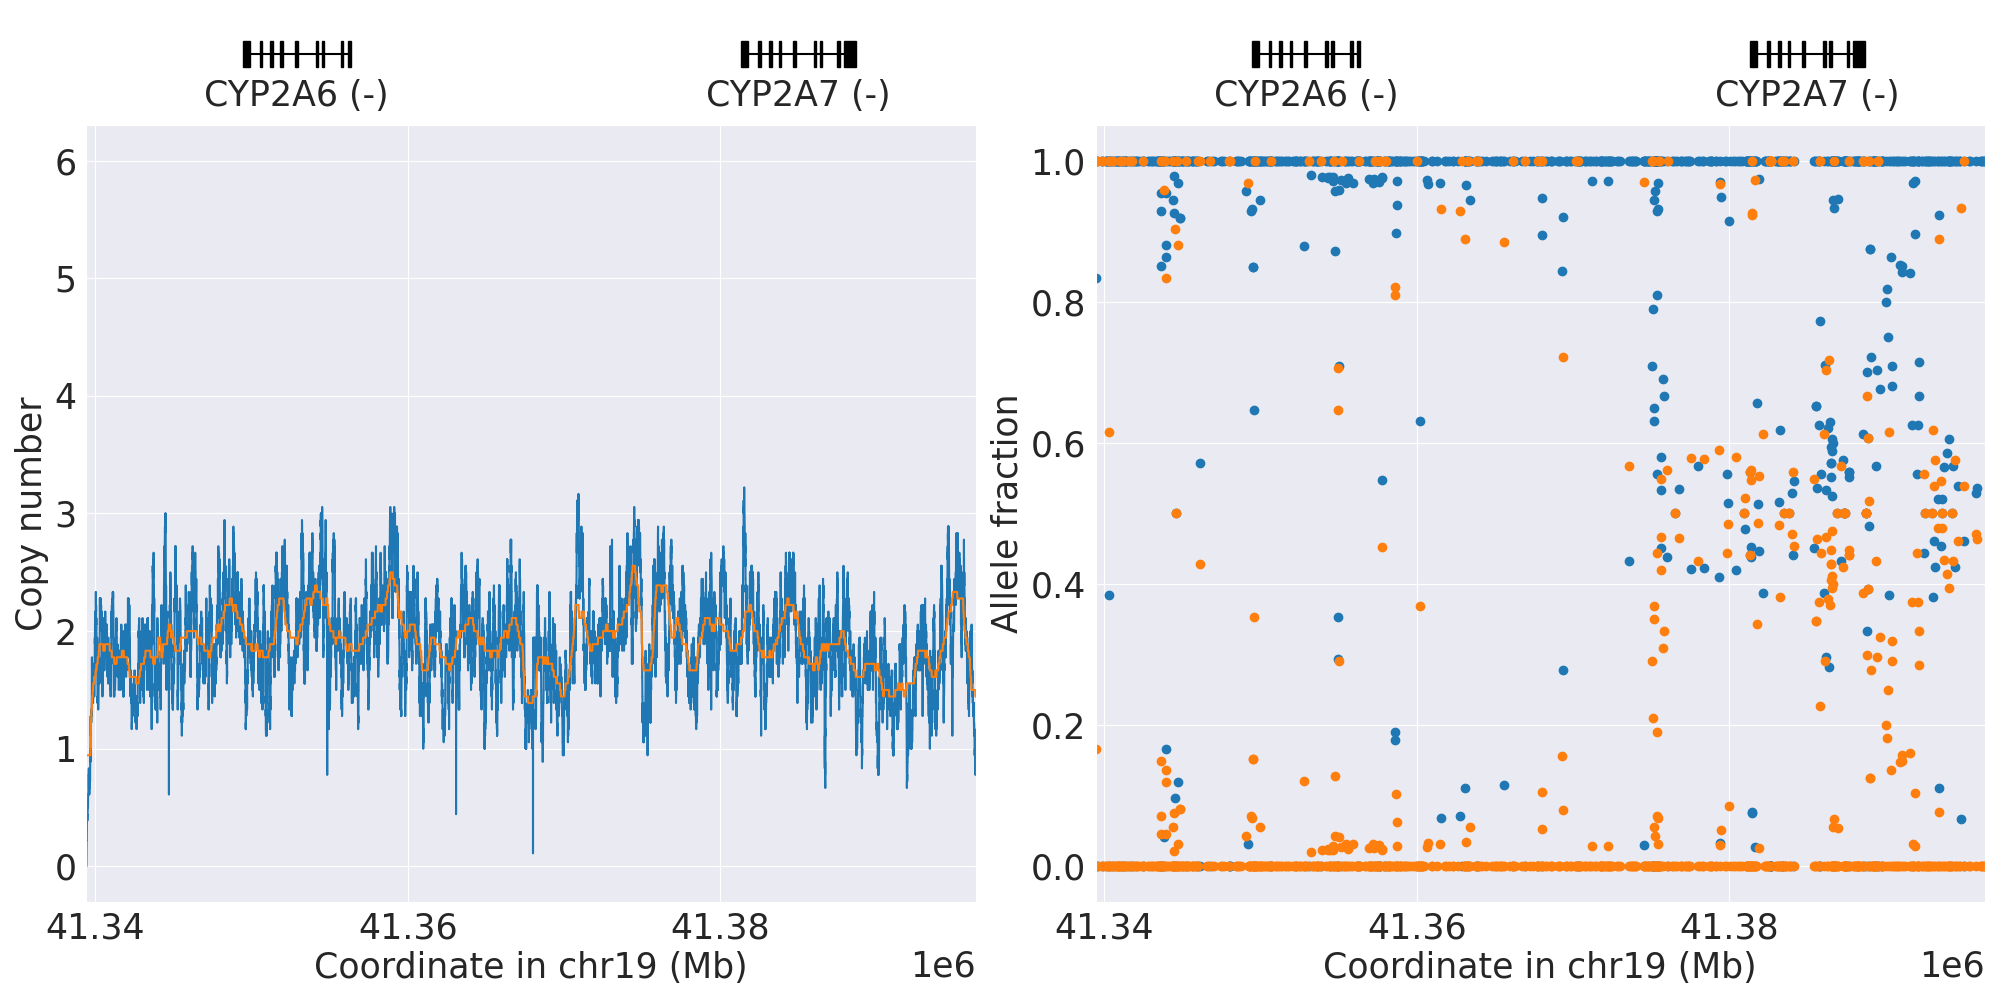 CYP2A6 (-)
CYP2A7 (-)
6
5
4
3
2
1
0
Copy number
41.34
41.36
41.38
Coordinate in chr19 (Mb)
1e6
CYP2A6 (-)
CYP2A7 (-)
1.0
0.8
0.6
0.4
0.2
0.0
Allele fraction
41.34
41.36
41.38
Coordinate in chr19 (Mb)
1e6